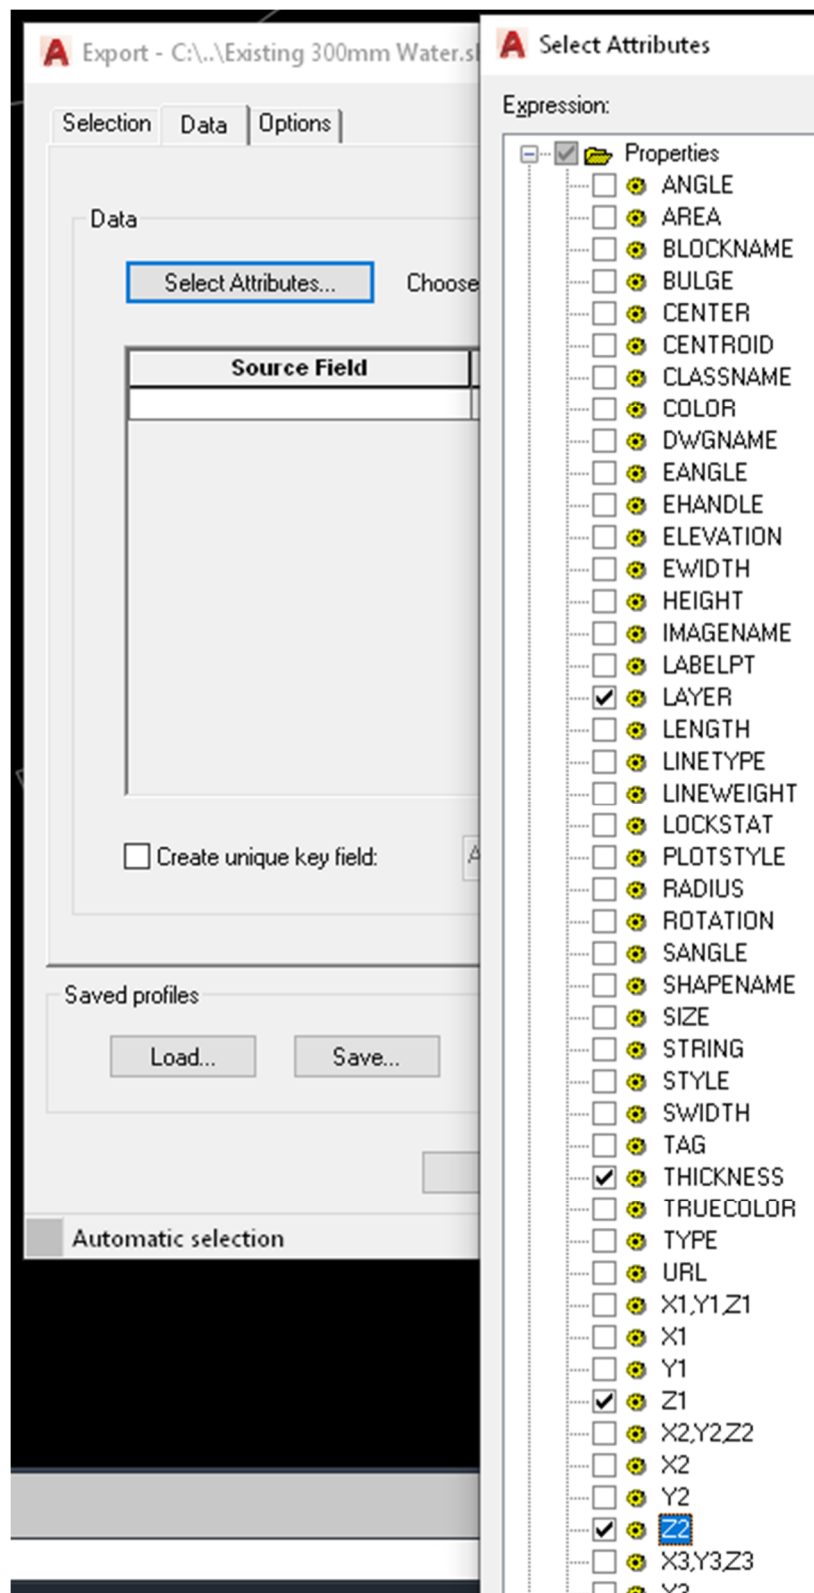 Export - C:\..\Existing 300mm Water.s
Selection Data Options
Data
Select Attributes... Choose
Source Field
Create unique key field:
Saved profiles
Load... Save...
Automatic selection
Select Attributes
Expression:
Properties
ANGLE
AREA
BLOCKNAME
BULGE
CENTER
CENTROID
CLASSNAME
COLOR
DWGNAME
EANGLE
EHANDLE
ELEVATION
EWIDTH
HEIGHT
IMAGENAME
LABELPT
LAYER
LENGTH
LINETYPE
LINEWEIGHT
LOCKSTAT
PLOTSTYLE
RADIUS
ROTATION
SANGLE
SHAPENAME
SIZE
STRING
STYLE
SWIDTH
TAG
THICKNESS
TRUECOLOR
TYPE
URL
X1,Y1,Z1
X1
Y1
Z1
X2,Y2,Z2
X2
Y2
Z2
X3,Y3,Z3